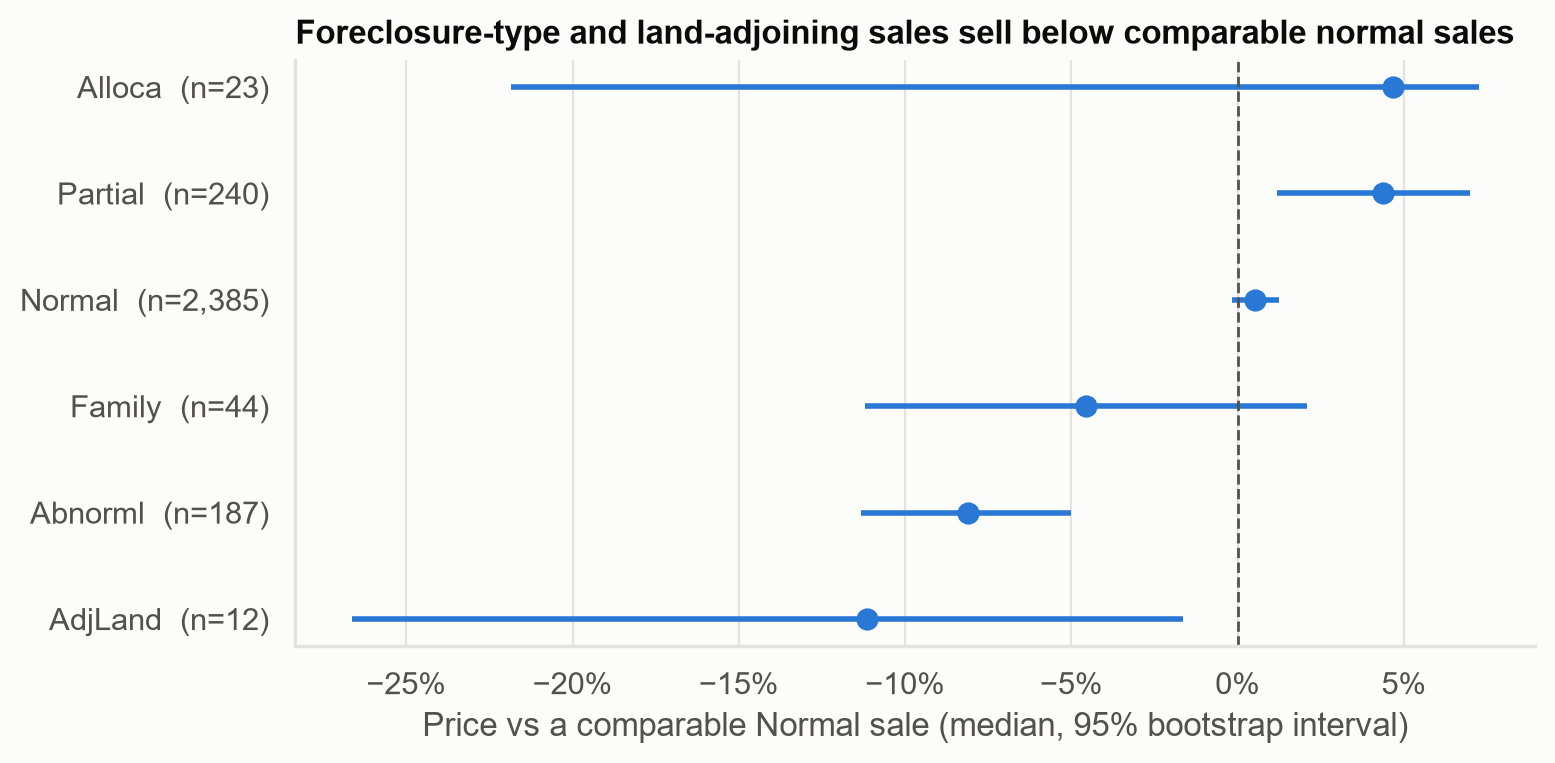 Foreclosure-type and land-adjoining sales sell below comparable normal sales
Alloca (n=23)
Partial (n=240)
Normal (n=2,385)
Family (n=44)
Abnorml (n=187)
AdjLand (n=12)
−25% −20% −15% −10% −5% 0% 5%
Price vs a comparable Normal sale (median, 95% bootstrap interval)